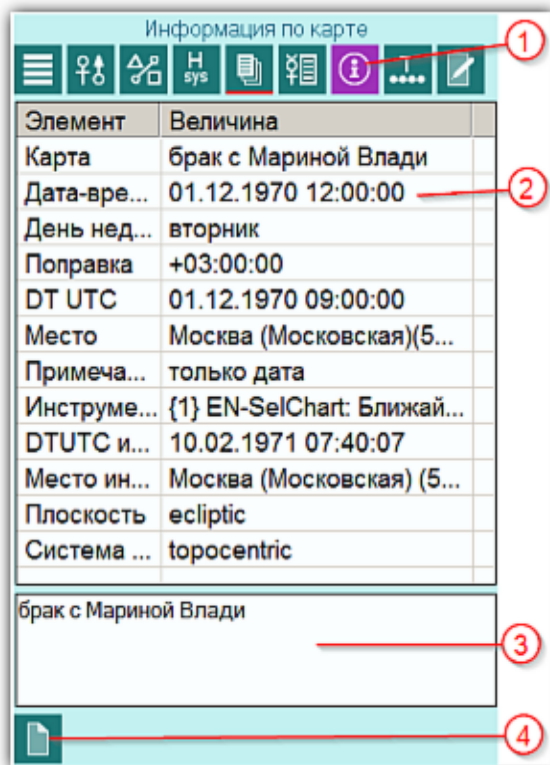 Информация по карте
1
H
sys
Элемент Величина
Карта брак с Мариной Влади
Дата-вре... 01.12.1970 12:00:00
2
День нед... вторник
Поправка +03:00:00
DT UTC 01.12.1970 09:00:00
Место Москва (Московская)(5...
Примеча... только дата
Инструме... {1} EN-SelChart: Ближай...
DTUTC и... 10.02.1971 07:40:07
Место ин... Москва (Московская) (5...
Плоскость ecliptic
Система ... topocentric
брак с Мариной Влади
3
4